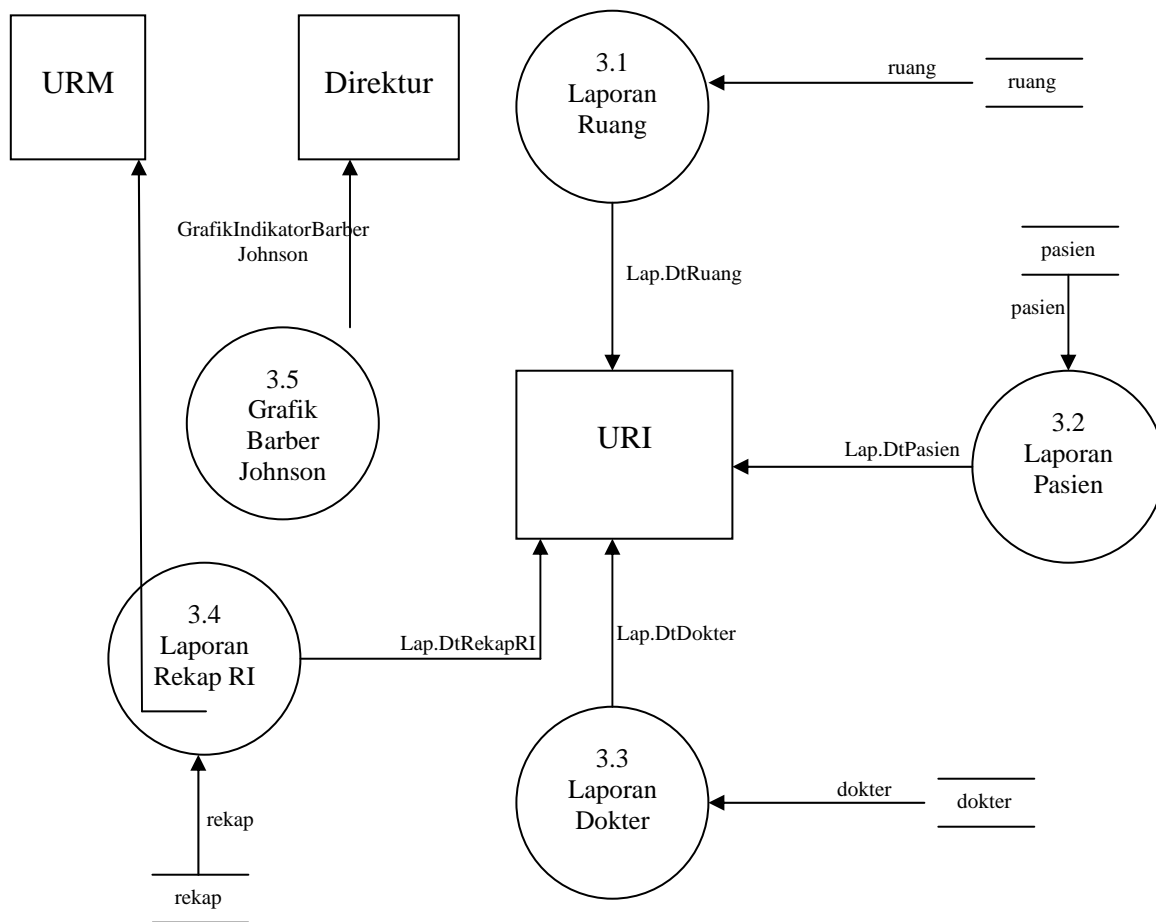 URM
Direktur
3.1
Laporan
Ruang
ruang
ruang
GrafikIndikatorBarber
Johnson
Lap.DtRuang
pasien
pasien
3.5
Grafik
Barber
Johnson
URI
Lap.DtPasien
3.2
Laporan
Pasien
3.4
Laporan
Rekap RI
Lap.DtRekapRI
Lap.DtDokter
3.3
Laporan
Dokter
dokter
dokter
rekap
rekap